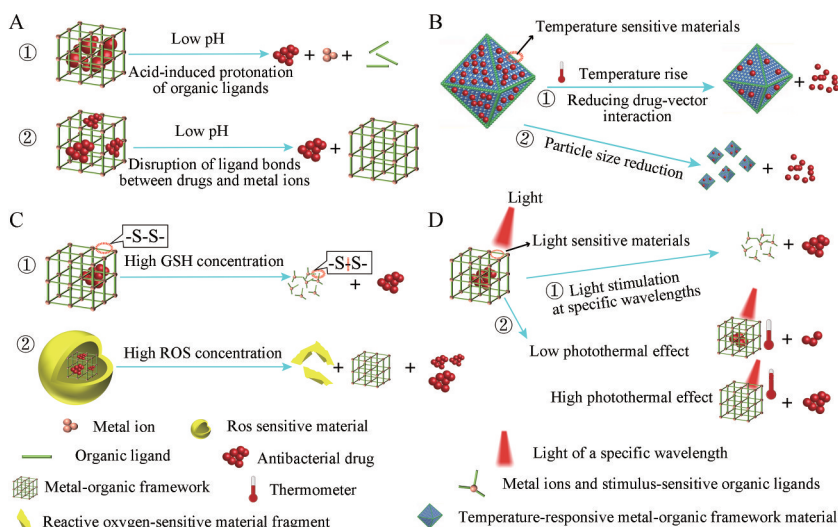 A
①
Low pH
Acid-induced protonation
of organic ligands
+
+
②
Low pH
Disruption of ligand bonds
between drugs and metal ions
+
B
Temperature sensitive materials
Temperature rise
①
Reducing drug-vector
interaction
+
②
Particle size reduction
+
C
-S-S-
①
High GSH concentration
-S+S-
+
②
High ROS concentration
+
+
D
Light
Light sensitive materials
① Light stimulation
at specific wavelengths
+
②
Low photothermal effect
+
High photothermal effect
+
Metal ion
Ros sensitive material
Organic ligand
Antibacterial drug
Metal-organic framework
Thermometer
Reactive oxygen-sensitive material fragment
Light of a specific wavelength
Metal ions and stimulus-sensitive organic ligands
Temperature-responsive metal-organic framework material